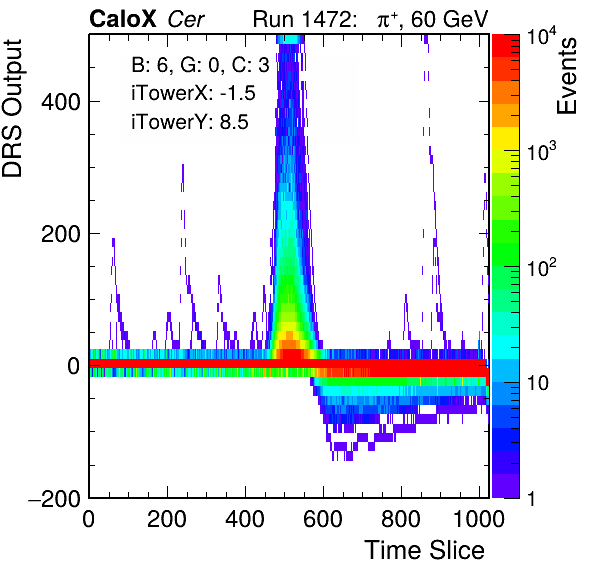 CaloX Cer Run 1472: π⁺, 60 GeV
B: 6, G: 0, C: 3
iTowerX: -1.5
iTowerY: 8.5
DRS Output
400
200
0
−200
0 200 400 600 800 1000
Time Slice
10⁴
10³
10²
10
1
Events